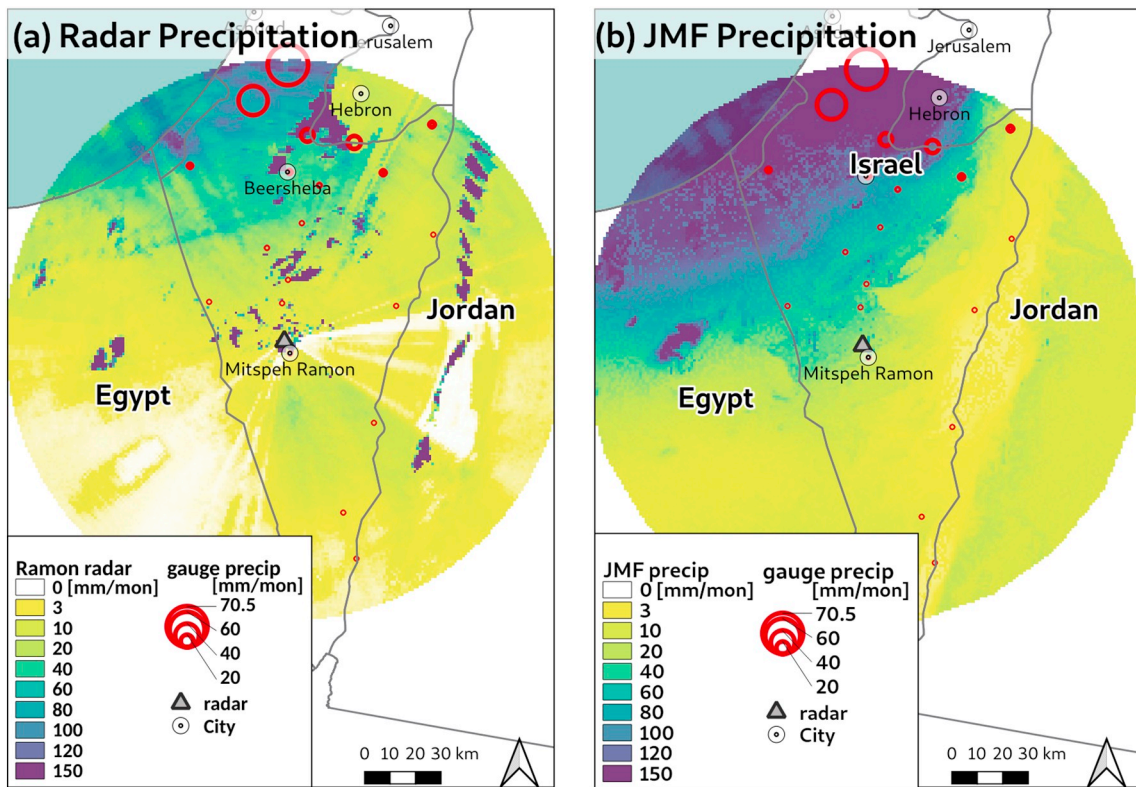 (a) Radar Precipitation
Ashdod
Jerusalem
Hebron
Beersheba
Jordan
Mitspeh Ramon
Egypt
Ramon radar
0 [mm/mon]
3
10
20
40
60
80
100
120
150
gauge precip
[mm/mon]
70.5
60
40
20
radar
City
0 10 20 30 km
(b) JMF Precipitation
Jerusalem
Hebron
Israel
Jordan
Mitspeh Ramon
Egypt
JMF precip
0 [mm/mon]
3
10
20
40
60
80
100
120
150
gauge precip
[mm/mon]
70.5
60
40
20
radar
City
0 10 20 30 km